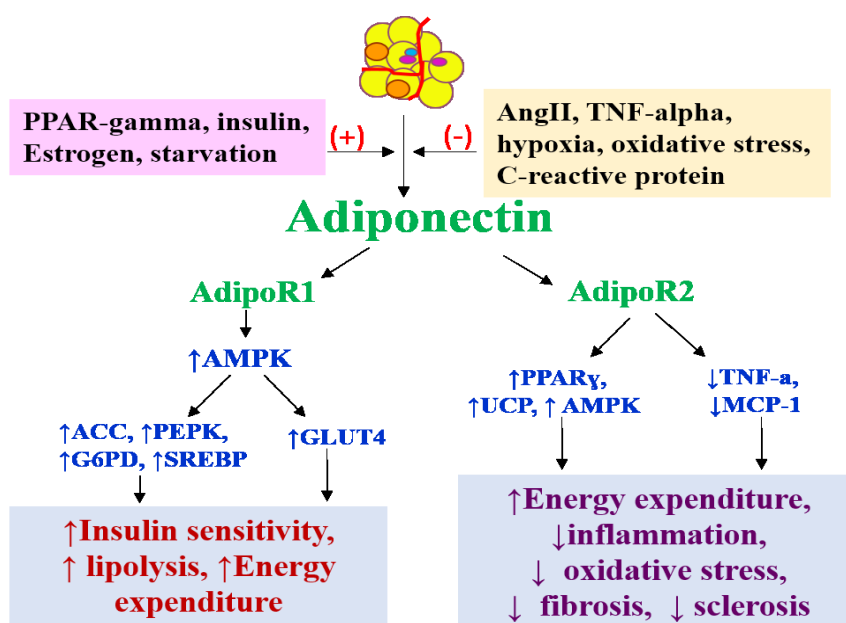 PPAR-gamma, insulin,
Estrogen, starvation
(+)
(-)
AngII, TNF-alpha,
hypoxia, oxidative stress,
C-reactive protein
Adiponectin
AdipoR1
AdipoR2
↑AMPK
↑PPARɣ,
↑UCP, ↑ AMPK
↓TNF-a,
↓MCP-1
↑ACC, ↑PEPK,
↑G6PD, ↑SREBP
↑GLUT4
↑Insulin sensitivity,
↑ lipolysis, ↑Energy
expenditure
↑Energy expenditure,
↓inflammation,
↓ oxidative stress,
↓ fibrosis, ↓ sclerosis